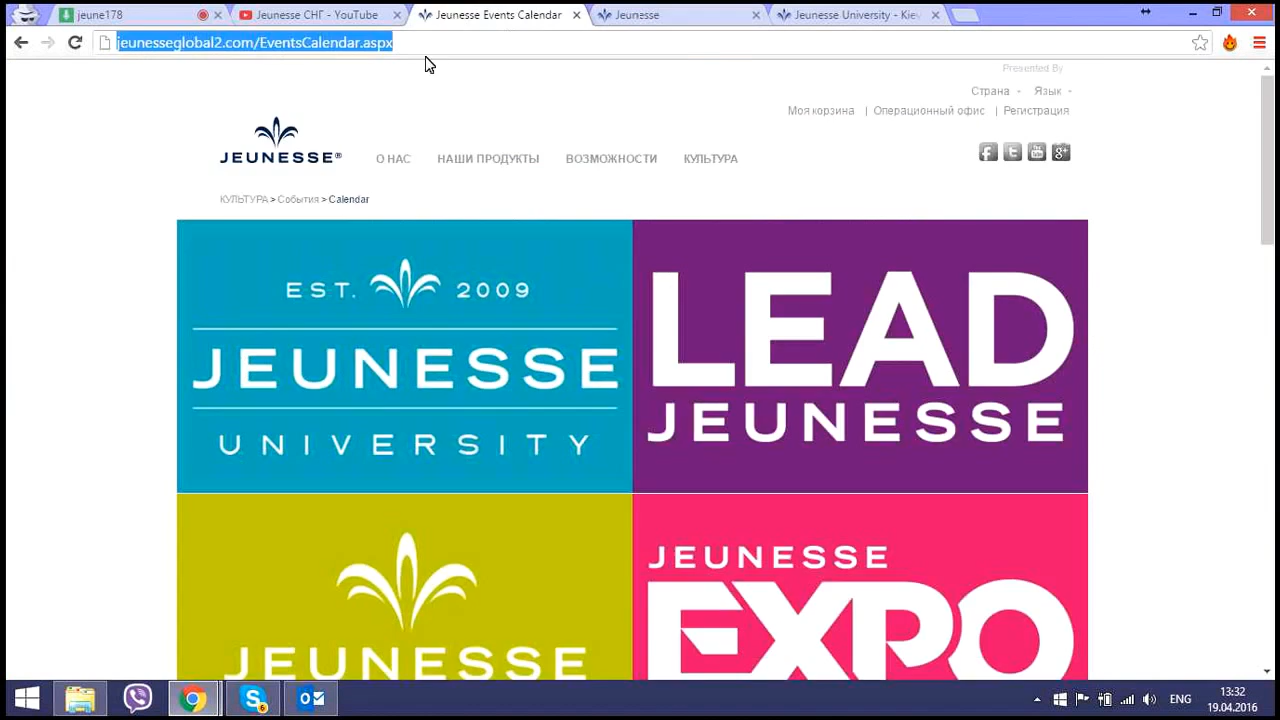 jeune178
Jeunesse СНГ - YouTube
Jeunesse Events Calendar
Jeunesse
Jeunesse University - Kiev
jeunesseglobal2.com/EventsCalendar.aspx
Presented By
Страна
Язык
Моя корзина | Операционный офис | Регистрация
JEUNESSE®
О НАС
НАШИ ПРОДУКТЫ
ВОЗМОЖНОСТИ
КУЛЬТУРА
КУЛЬТУРА > События > Calendar
EST. 2009
JEUNESSE
UNIVERSITY
LEAD
JEUNESSE
JEUNESSE
JEUNESSE
EXPO
6
ENG
13:32
19.04.2016